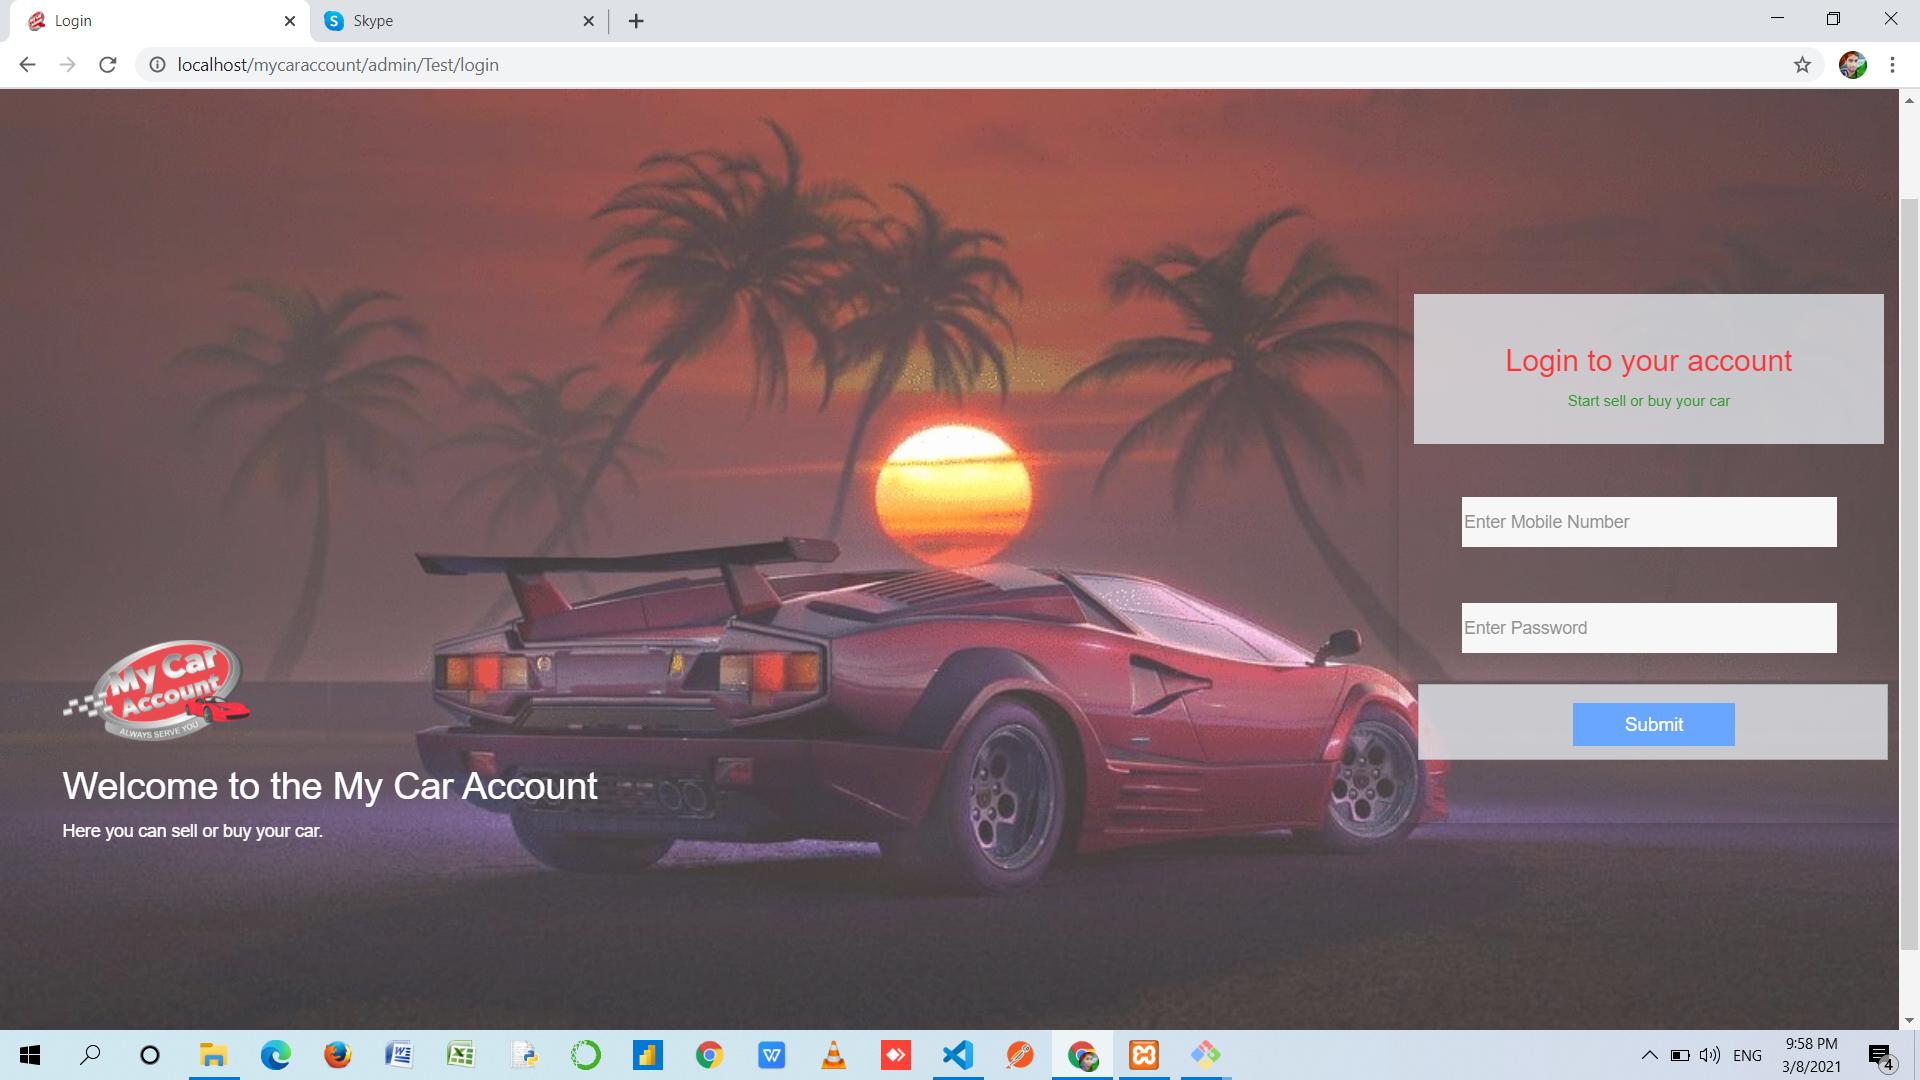 Login
Skype
localhost/mycaraccount/admin/Test/login
Login to your account
Start sell or buy your car
Enter Mobile Number
Enter Password
Submit
My Car
Account
ALWAYS SERVE YOU
Welcome to the My Car Account
Here you can sell or buy your car.
ENG
9:58 PM
3/8/2021
4